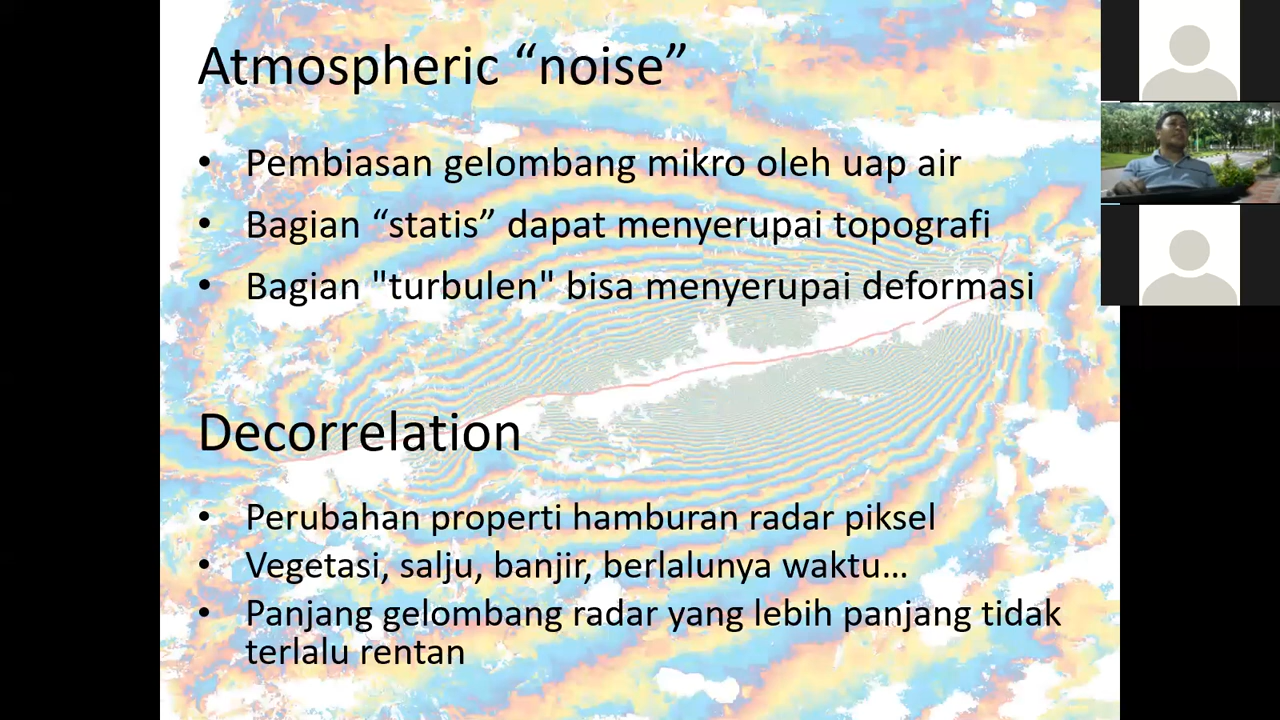 Atmospheric “noise”
• Pembiasan gelombang mikro oleh uap air
• Bagian “statis” dapat menyerupai topografi
• Bagian "turbulen" bisa menyerupai deformasi
Decorrelation
• Perubahan properti hamburan radar piksel
• Vegetasi, salju, banjir, berlalunya waktu…
• Panjang gelombang radar yang lebih panjang tidak
terlalu rentan